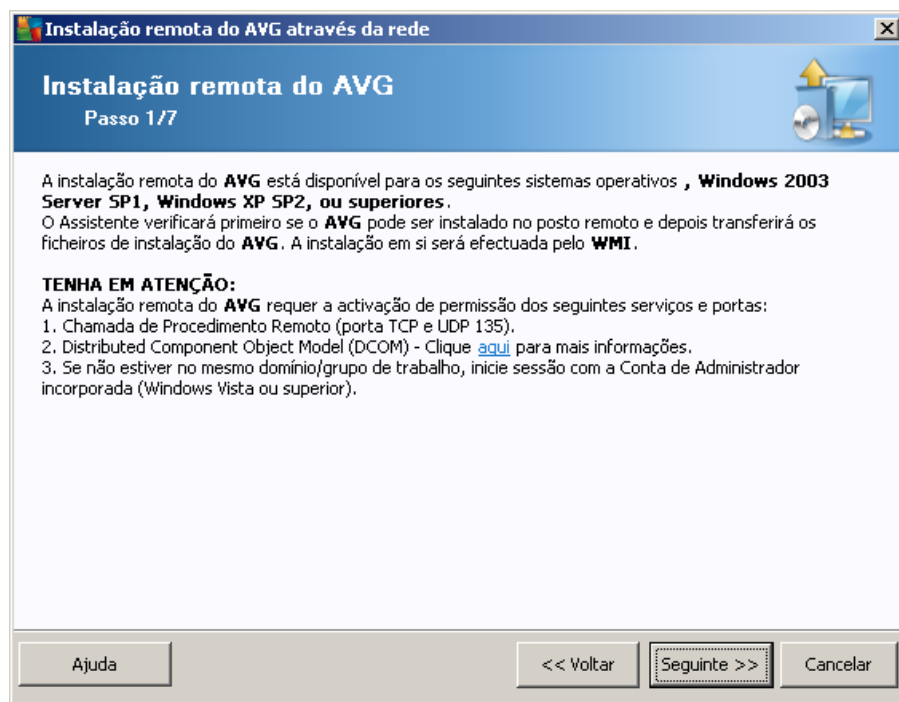 Instalação remota do AVG através da rede
Instalação remota do AVG
Passo 1/7
A instalação remota do AVG está disponível para os seguintes sistemas operativos , Windows 2003
Server SP1, Windows XP SP2, ou superiores.
O Assistente verificará primeiro se o AVG pode ser instalado no posto remoto e depois transferirá os
ficheiros de instalação do AVG. A instalação em si será efectuada pelo WMI.
TENHA EM ATENÇÃO:
A instalação remota do AVG requer a activação de permissão dos seguintes serviços e portas:
1. Chamada de Procedimento Remoto (porta TCP e UDP 135).
2. Distributed Component Object Model (DCOM) - Clique aqui para mais informações.
3. Se não estiver no mesmo domínio/grupo de trabalho, inicie sessão com a Conta de Administrador
incorporada (Windows Vista ou superior).
Ajuda
<< Voltar
Seguinte >>
Cancelar